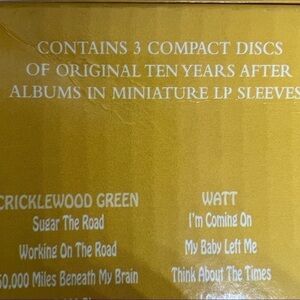 CONTAINS 3 COMPACT DISCS
OF ORIGINAL TEN YEARS AFTER
ALBUMS IN MINIATURE LP SLEEVES
CRICKLEWOOD GREEN
Sugar The Road
Working On The Road
50,000 Miles Beneath My Brain
WATT
I'm Coming On
My Baby Left Me
Think About The Times